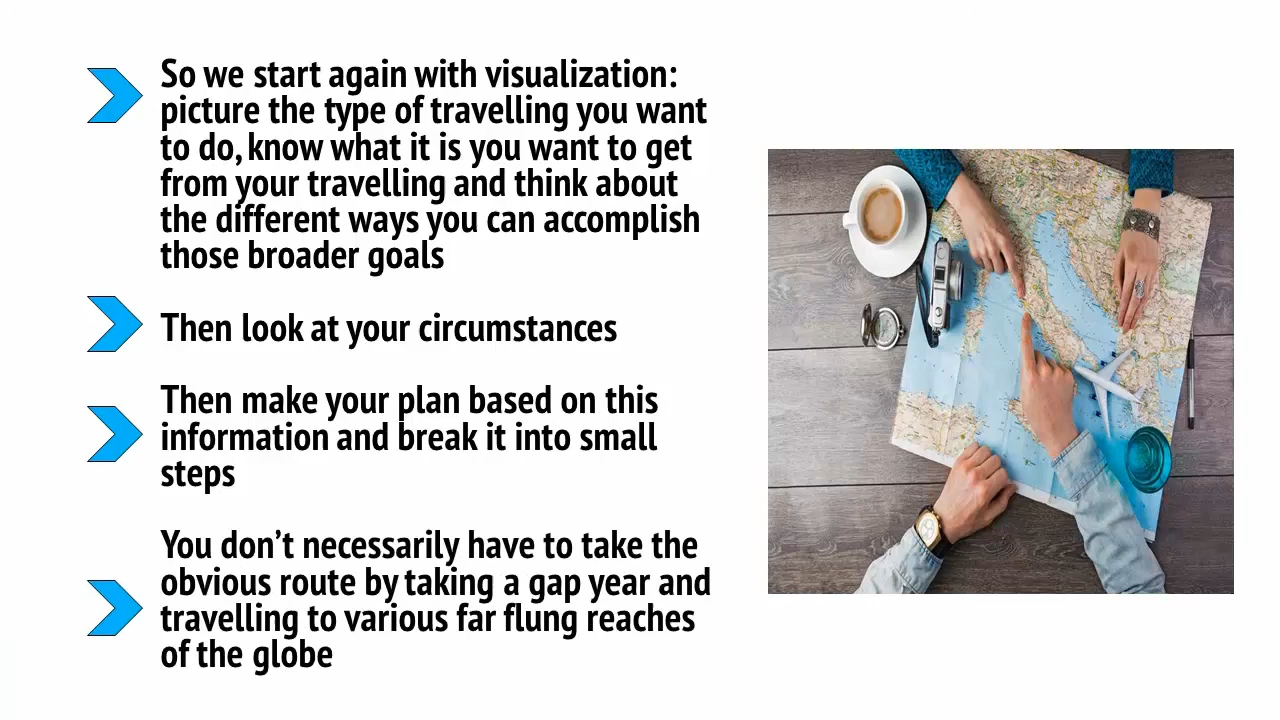 So we start again with visualization:
picture the type of travelling you want
to do, know what it is you want to get
from your travelling and think about
the different ways you can accomplish
those broader goals
Then look at your circumstances
Then make your plan based on this
information and break it into small
steps
You don’t necessarily have to take the
obvious route by taking a gap year and
travelling to various far flung reaches
of the globe